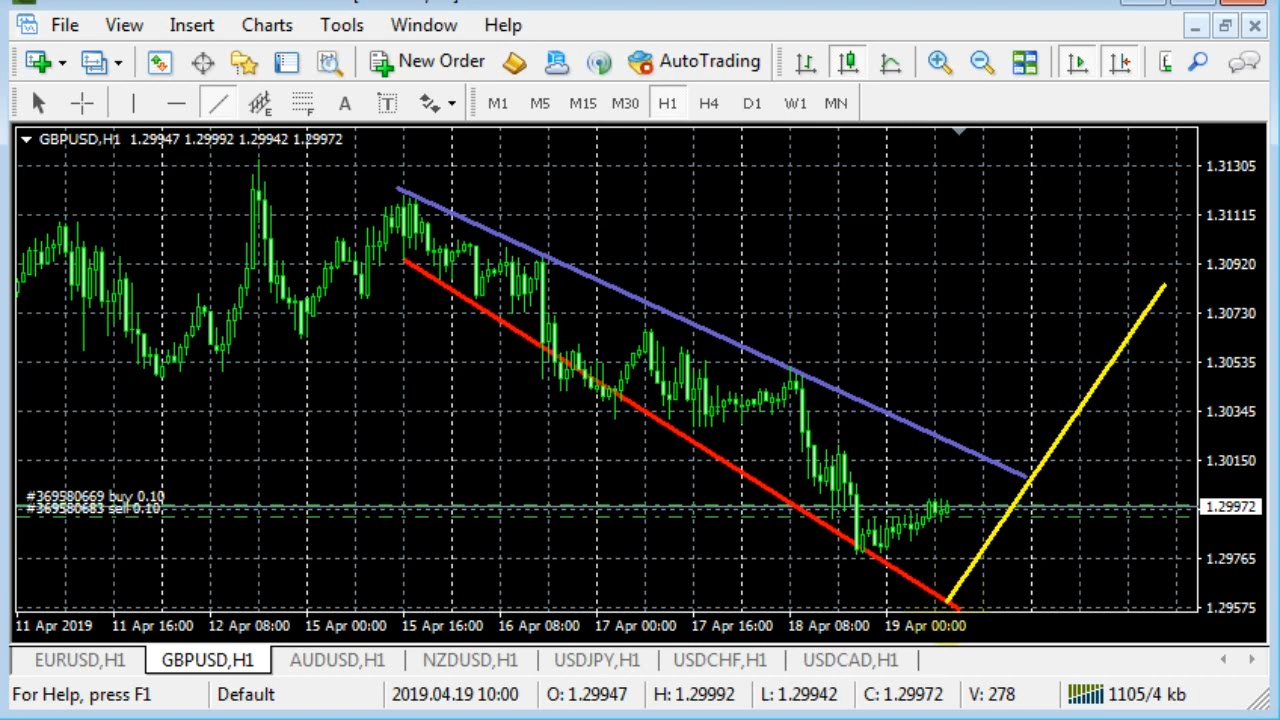 File View Insert Charts Tools Window Help
New Order AutoTrading
E F A T M1 M5 M15 M30 H1 H4 D1 W1 MN
GBPUSD,H1 1.29947 1.29992 1.29942 1.29972
1.31305
1.31115
1.30920
1.30730
1.30535
1.30345
1.30150
#369580669 buy 0.10
#369580683 sell 0.10
1.29972
1.29765
1.29575
11 Apr 2019 11 Apr 16:00 12 Apr 08:00 15 Apr 00:00 15 Apr 16:00 16 Apr 08:00 17 Apr 00:00 17 Apr 16:00 18 Apr 08:00 19 Apr 00:00
EURUSD,H1 GBPUSD,H1 AUDUSD,H1 NZDUSD,H1 USDJPY,H1 USDCHF,H1 USDCAD,H1
For Help, press F1 Default 2019.04.19 10:00 O: 1.29947 H: 1.29992 L: 1.29942 C: 1.29972 V: 278 1105/4 kb